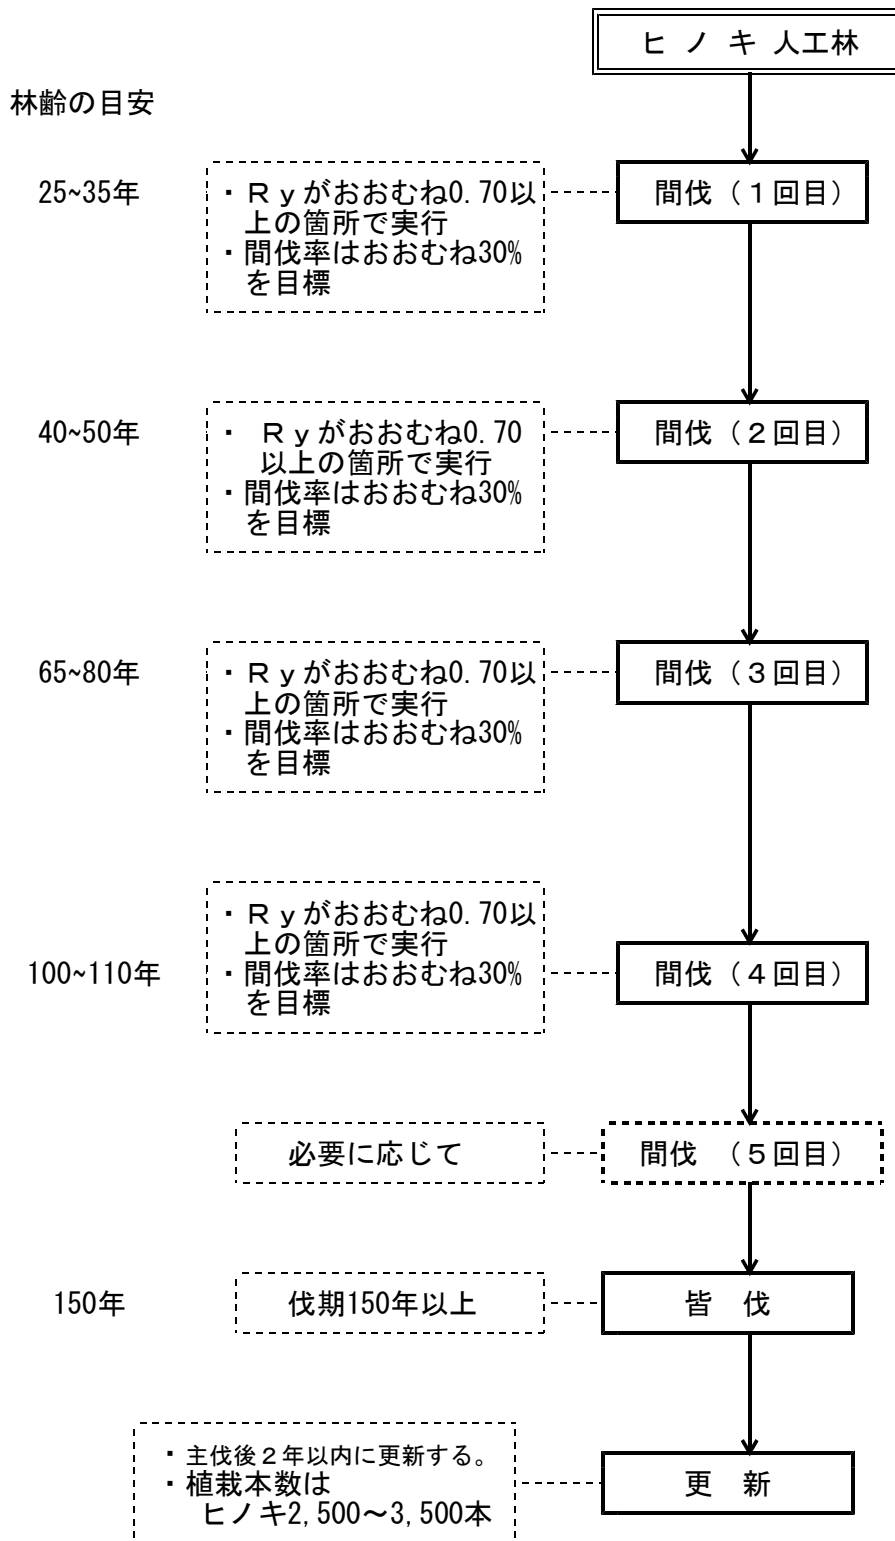 ヒノキ人工林
林齢の目安
25~35年
・Ｒｙがおおむね0.70以
上の箇所で実行
・間伐率はおおむね30%
を目標
間伐（１回目）
40~50年
・ Ｒｙがおおむね0.70
以上の箇所で実行
・間伐率はおおむね30%
を目標
間伐（２回目）
65~80年
・Ｒｙがおおむね0.70以
上の箇所で実行
・間伐率はおおむね30%
を目標
間伐（３回目）
100~110年
・Ｒｙがおおむね0.70以
上の箇所で実行
・間伐率はおおむね30%
を目標
間伐（４回目）
必要に応じて
間伐 （５回目）
150年
伐期150年以上
皆 伐
・主伐後２年以内に更新する。
・植栽本数は
ヒノキ2,500～3,500本
更 新